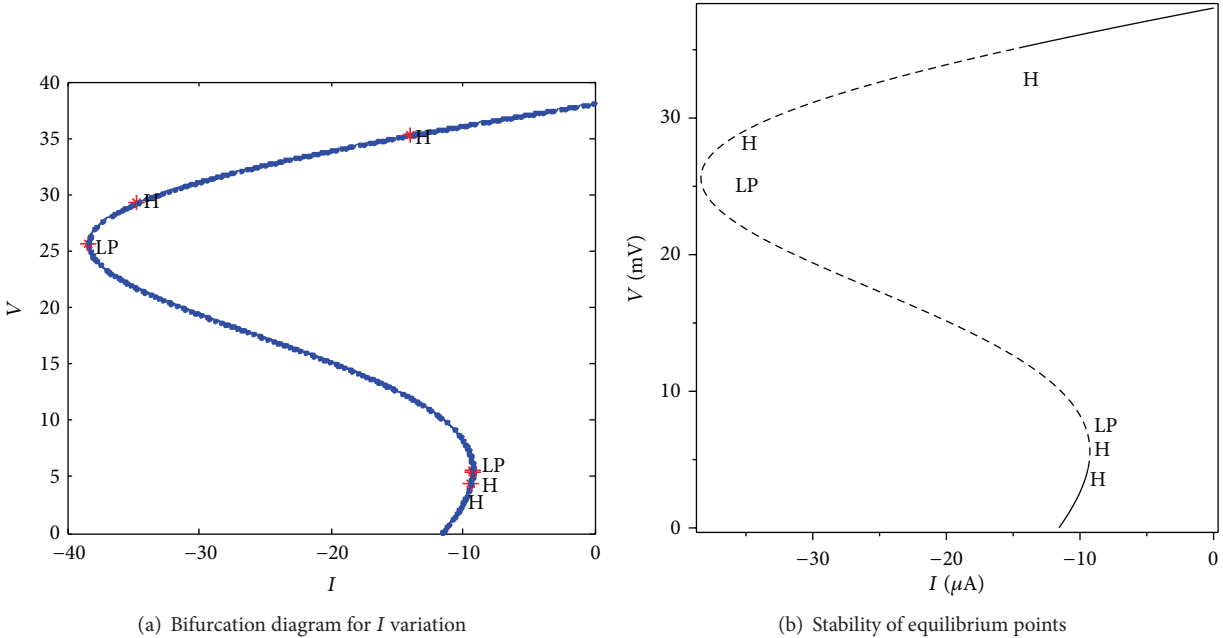 40
35
30
25
20
15
10
5
0
V
H
H
LP
LP
H
H
−40
−30
−20
−10
0
I
(a) Bifurcation diagram for I variation
30
20
10
0
V (mV)
H
H
LP
LP
H
H
−30
−20
−10
0
I (μA)
(b) Stability of equilibrium points